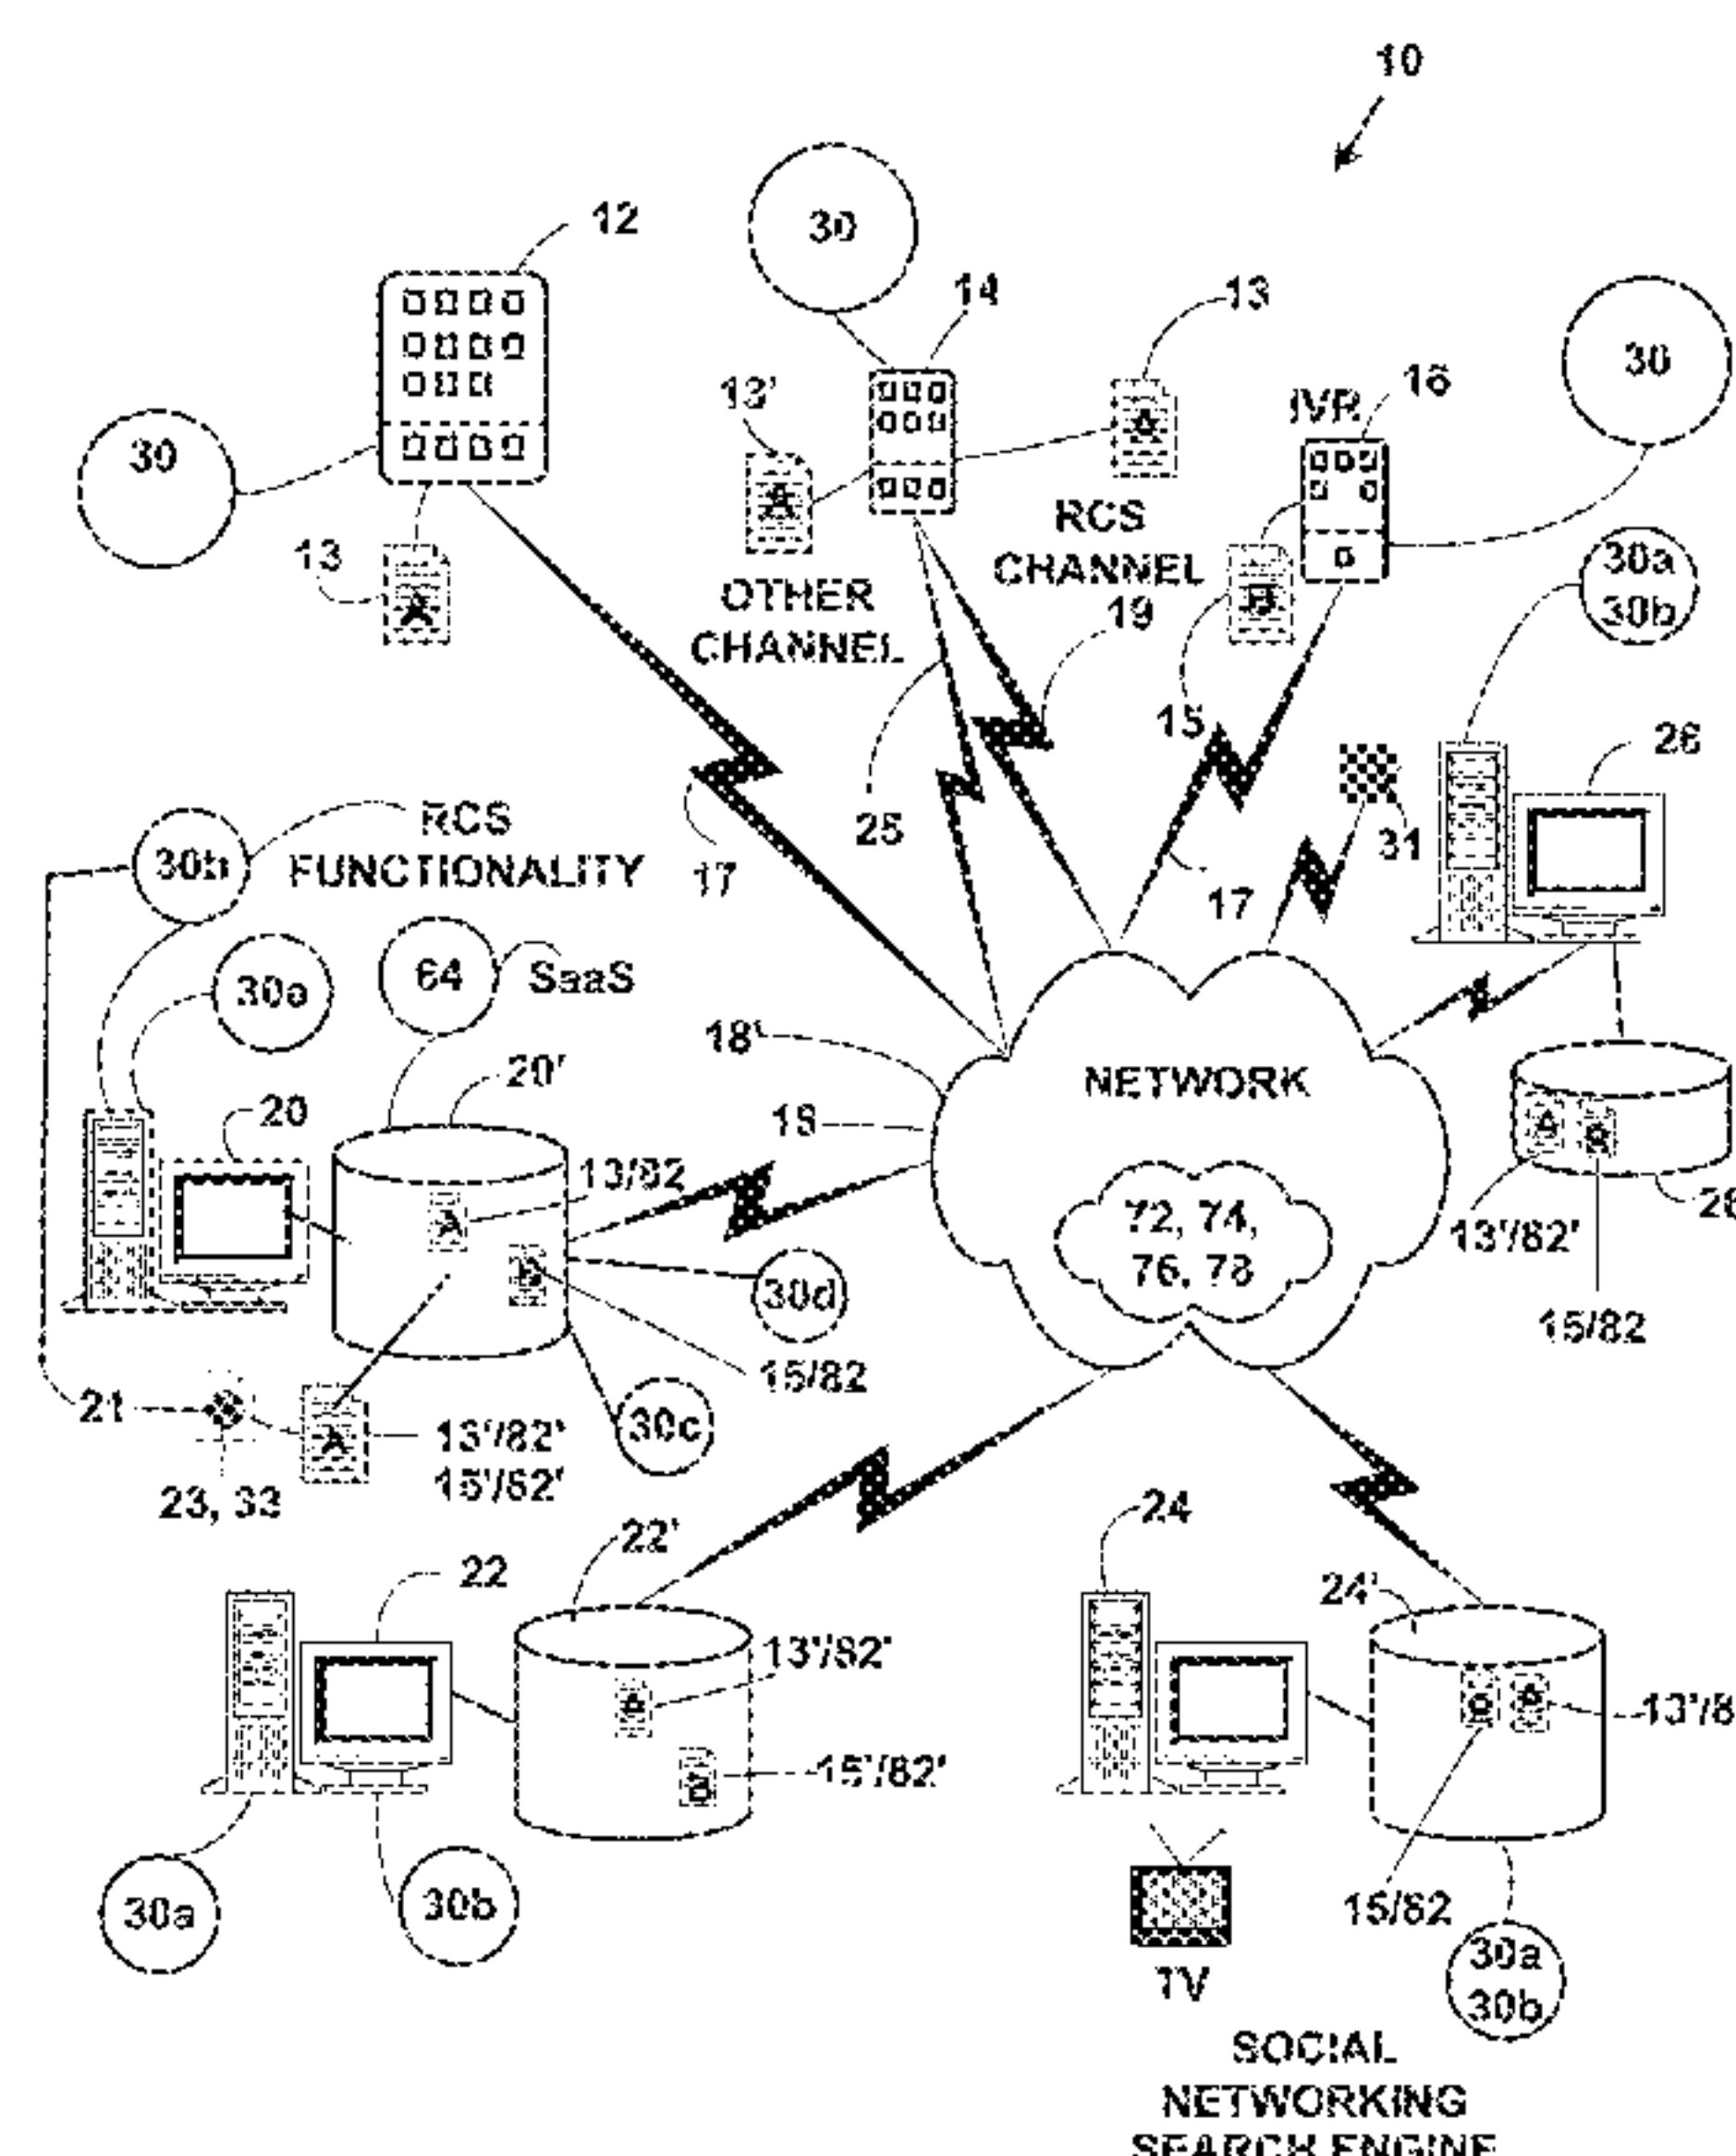 10
12
30
14
13
30
13'
IVR
16
30
RCS
CHANNEL
13
OTHER
CHANNEL
19
30a
30b
15
26
25
31
RCS
FUNCTIONALITY
30b
17
17
64
SaaS
18'
NETWORK
20'
20
18
13/82
72, 74,
76, 78
13'/82'
30d
15/82
15/82
21
30c
13'/82'
15'/82'
23, 33
22'
24
22
24'
13'/82'
15'/82'
15/82
30a
30b
30a
30b
TV
SOCIAL
NETWORKING
SEARCH ENGINE